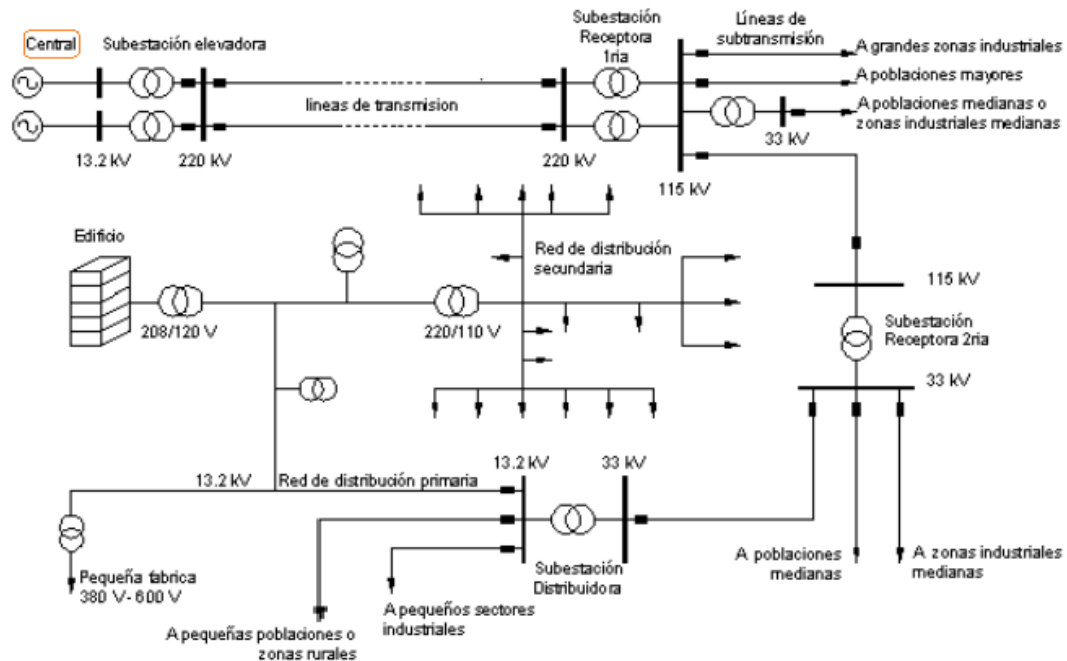 Central
Subestación elevadora
Subestación
Receptora
1ria
Líneas de
subtransmisión
A grandes zonas industriales
A poblaciones mayores
A poblaciones medianas o
zonas industriales medianas
lineas de transmision
13.2 kV
220 kV
220 kV
33 kV
115 kV
Edificio
Red de distribución
secundaria
208/120 V
220/110 V
115 kV
Subestación
Receptora 2ria
33 kV
13.2 kV
Red de distribución primaria
13.2 kV
33 kV
Subestación
Distribuidora
A poblaciones
medianas
A zonas industriales
medianas
Pequeña fabrica
380 V- 600 V
A pequeños sectores
industriales
A pequeñas poblaciones o
zonas rurales